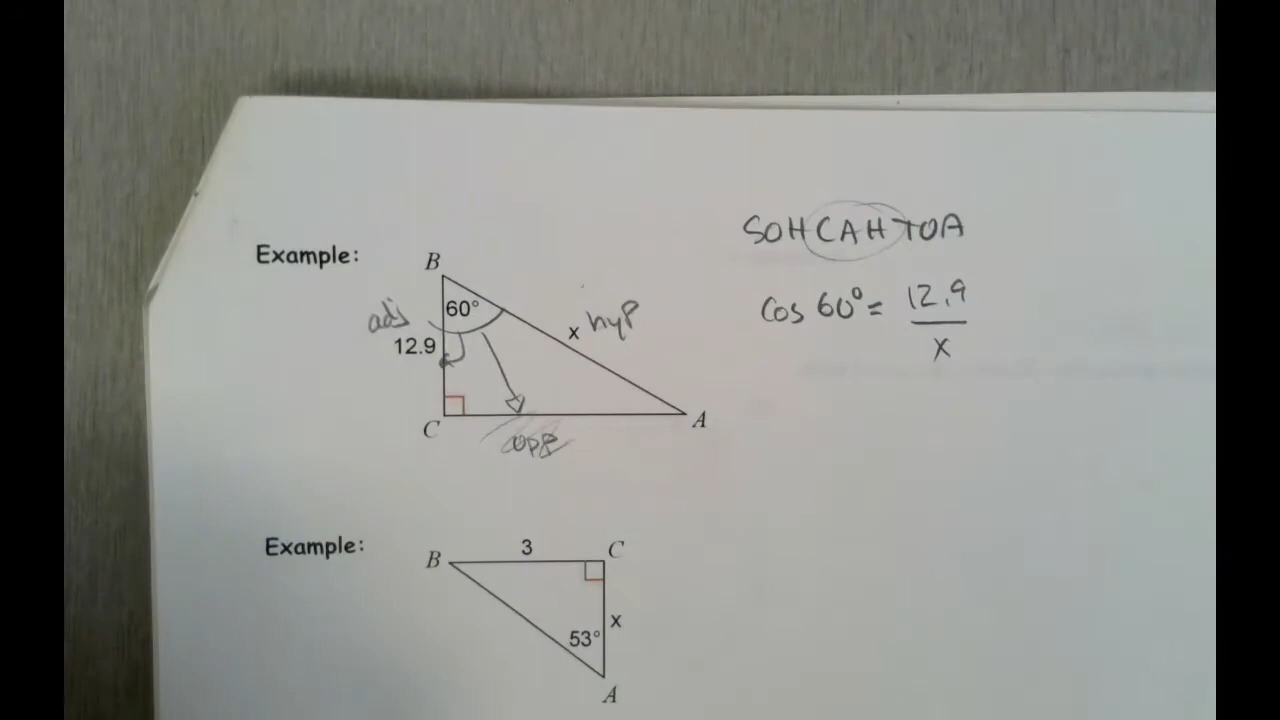 SOHCAHTOA
Example:
B
60°
adj
x hyp
cos 60° = 12.9
x
12.9
C
A
opp
Example:
3
C
B
x
53°
A